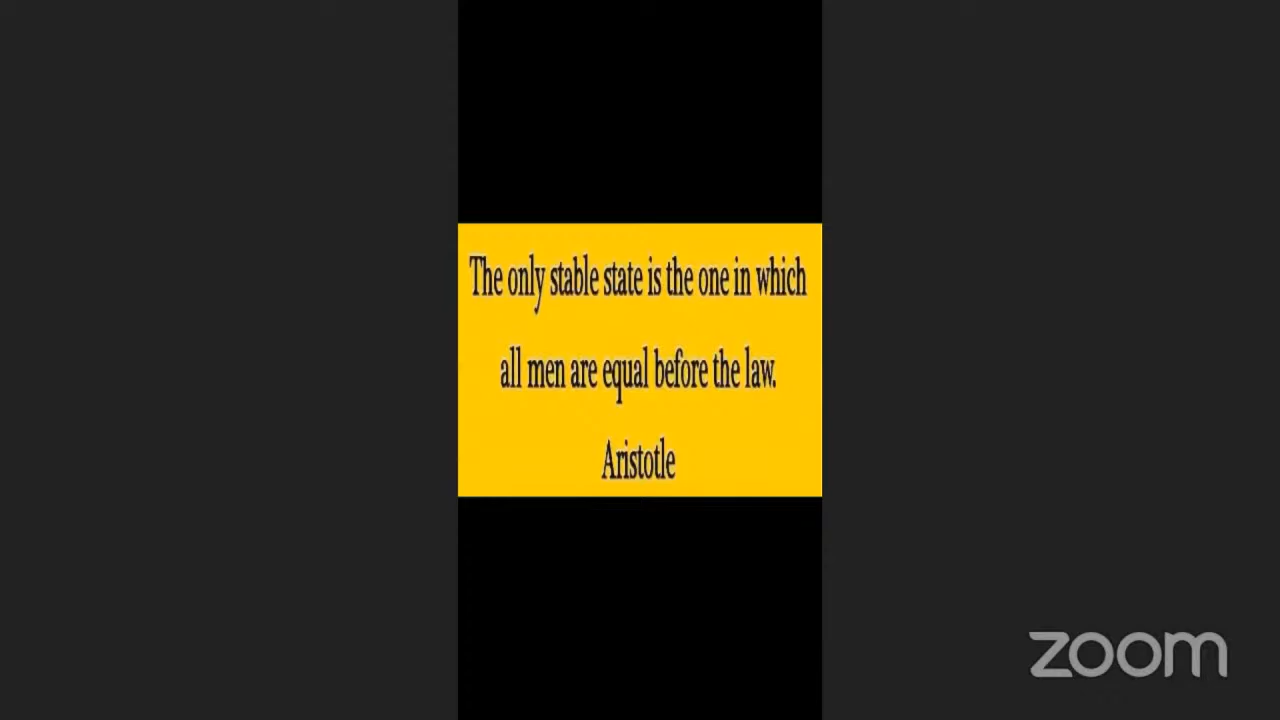 The only stable state is the one in which
all men are equal before the law.
Aristotle
zoom